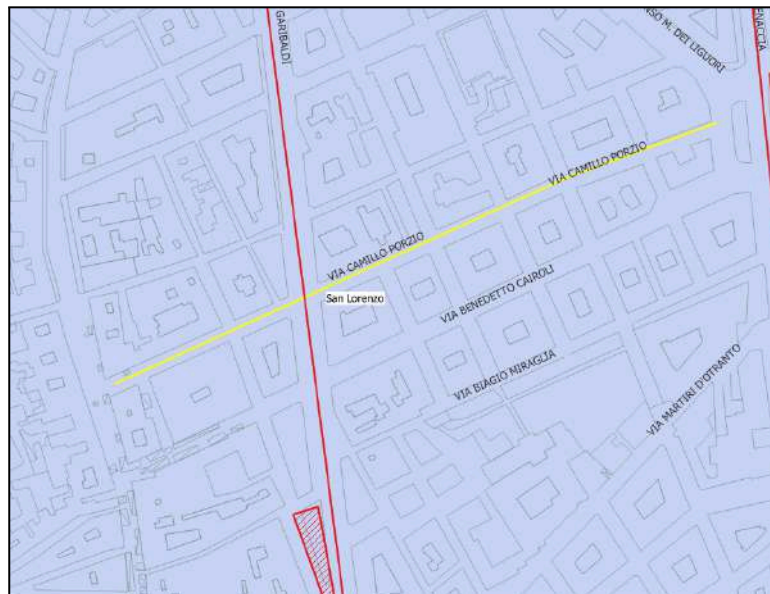 GARIBALDI
NSO M. DEI LIGUORI
ENACCIA
VIA CAMILLO PORZIO
VIA CAMILLO PORZIO
San Lorenzo
VIA BENEDETTO CAIROLI
VIA BIAGIO MIRAGLIA
VIA MARTIRI D'OTRANTO